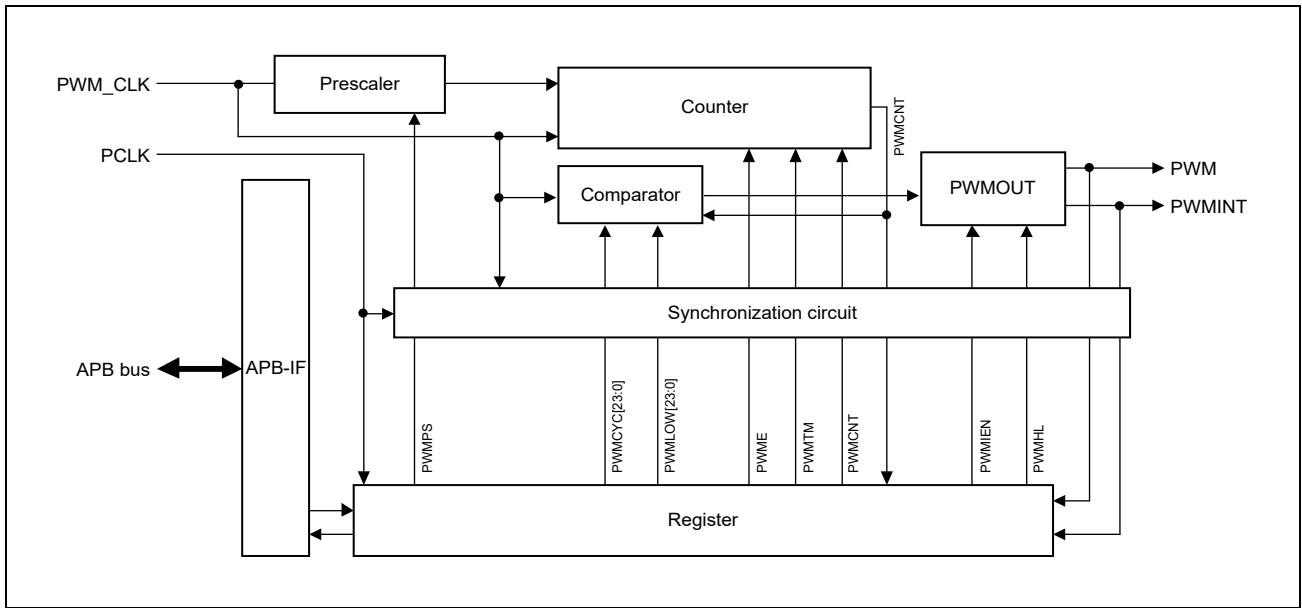 PWM_CLK
Prescaler
Counter
PWMCNT
PCLK
Comparator
PWMOUT
PWM
PWMINT
Synchronization circuit
APB bus
APB-IF
PWMPS
PWMCYC[23:0]
PWMLOW[23:0]
PWME
PWMTM
PWMCNT
PWMIEN
PWMHL
Register